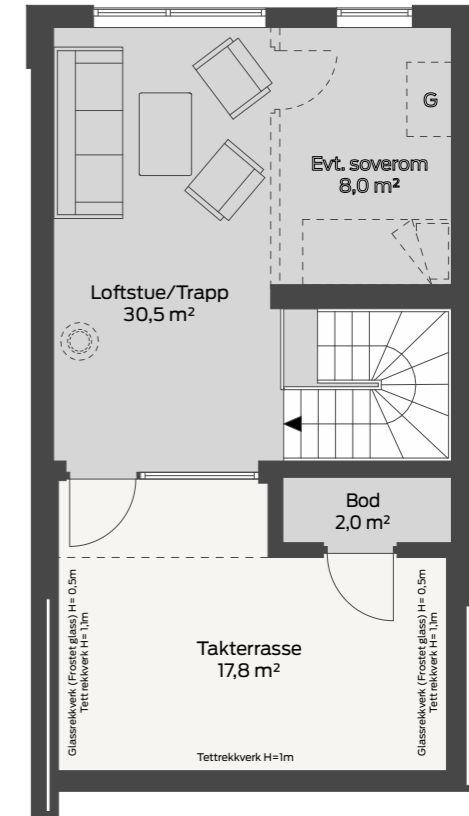 G
Evt. soverom
8,0 m²
Loftstue/Trapp
30,5 m²
Bod
2,0 m²
Glassrekkverk (Frostet glass) H= 0,5m
Tett rekkverk H= 1,1m
Takterrasse
17,8 m²
Glassrekkverk (Frostet glass) H= 0,5m
Tett rekkverk H= 1,1m
Tettrekkverk H=1m